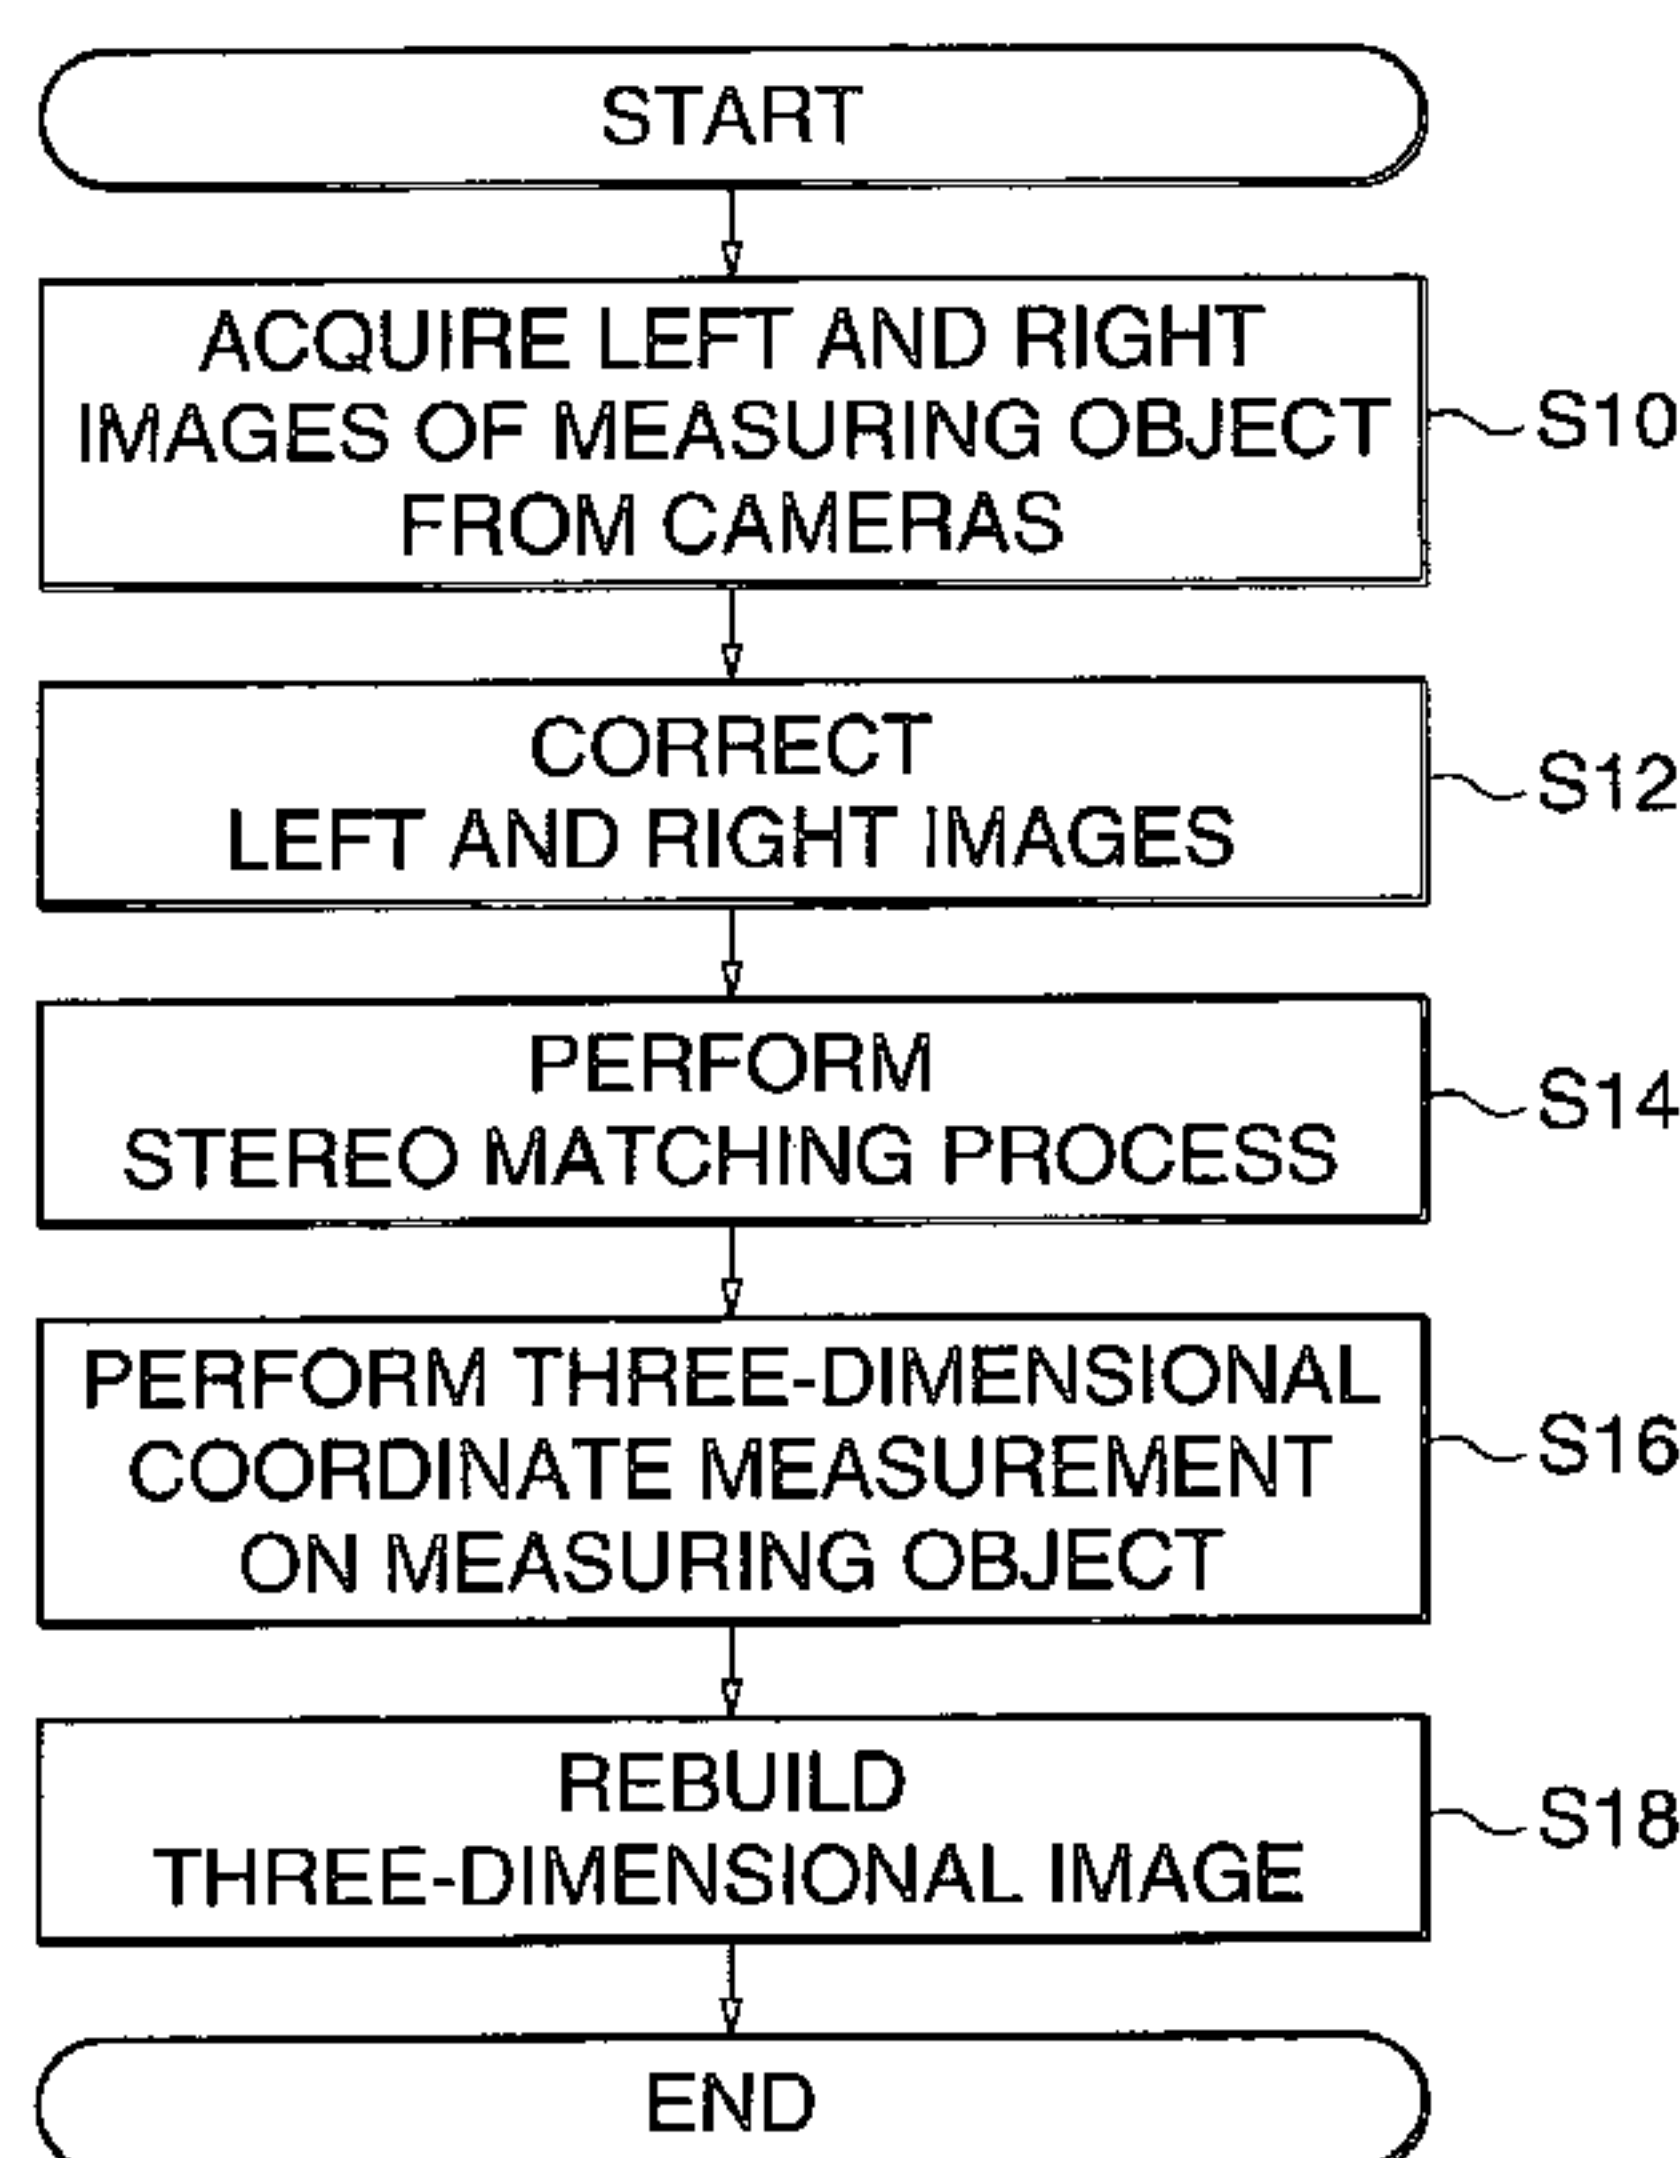 START
ACQUIRE LEFT AND RIGHT
IMAGES OF MEASURING OBJECT
FROM CAMERAS
S10
CORRECT
LEFT AND RIGHT IMAGES
S12
PERFORM
STEREO MATCHING PROCESS
S14
PERFORM THREE-DIMENSIONAL
COORDINATE MEASUREMENT
ON MEASURING OBJECT
S16
REBUILD
THREE-DIMENSIONAL IMAGE
S18
END